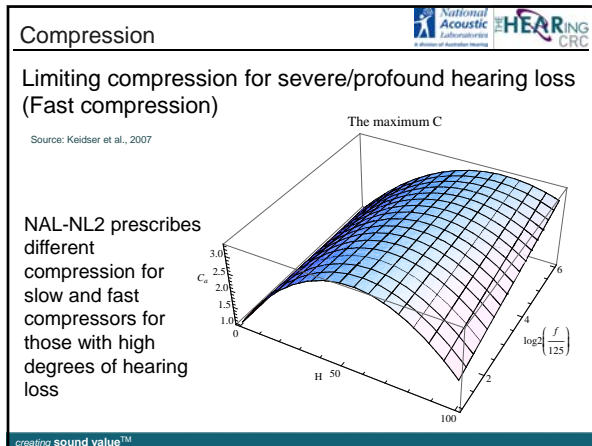 Compression
National
Acoustic
Laboratories
A division of Australian Hearing
THE HEARING
CRC
Limiting compression for severe/profound hearing loss
(Fast compression)
Source: Keidser et al., 2007
The maximum C
NAL-NL2 prescribes
different
compression for
slow and fast
compressors for
those with high
degrees of hearing
loss
3.0
2.5
2.0
1.5
1.0
C_a
0
H 50
100
2
4
6
log2(f/125)
creating sound value™